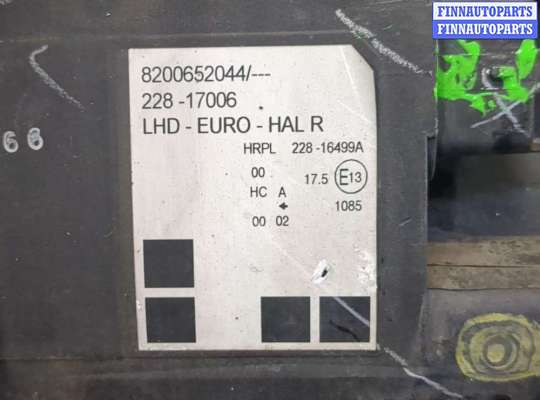 FINNAUTOPARTS
FINNAUTOPARTS
8200652044/---
228 -17006
LHD - EURO - HAL R
HRPL 228 -16499A
00 17.5 E13
HC A
← 1085
00 02
66